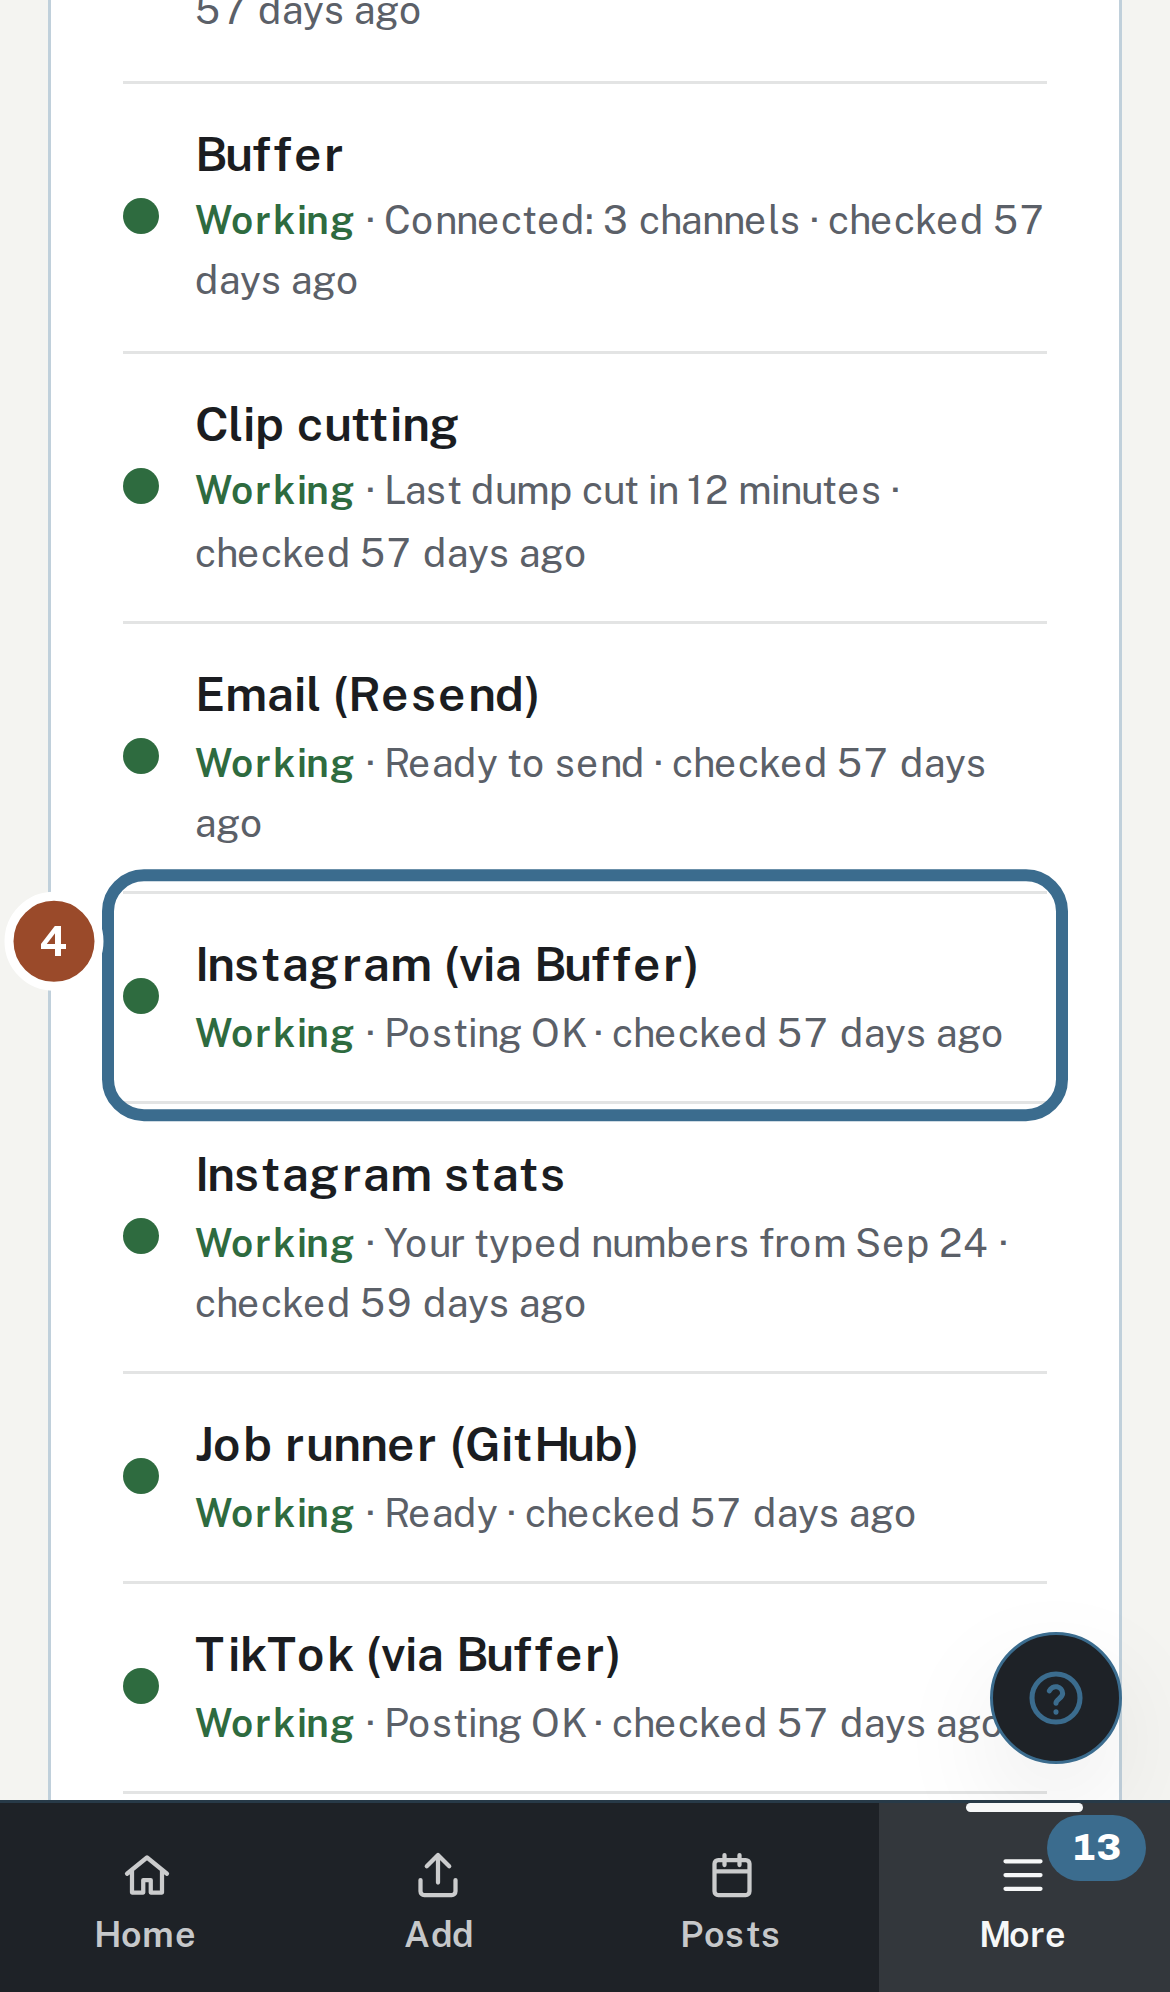 57 days ago
Buffer
Working · Connected: 3 channels · checked 57
days ago
Clip cutting
Working · Last dump cut in 12 minutes ·
checked 57 days ago
Email (Resend)
Working · Ready to send · checked 57 days
ago
4
Instagram (via Buffer)
Working · Posting OK · checked 57 days ago
Instagram stats
Working · Your typed numbers from Sep 24 ·
checked 59 days ago
Job runner (GitHub)
Working · Ready · checked 57 days ago
TikTok (via Buffer)
Working · Posting OK · checked 57 days ago
13
Home
Add
Posts
More